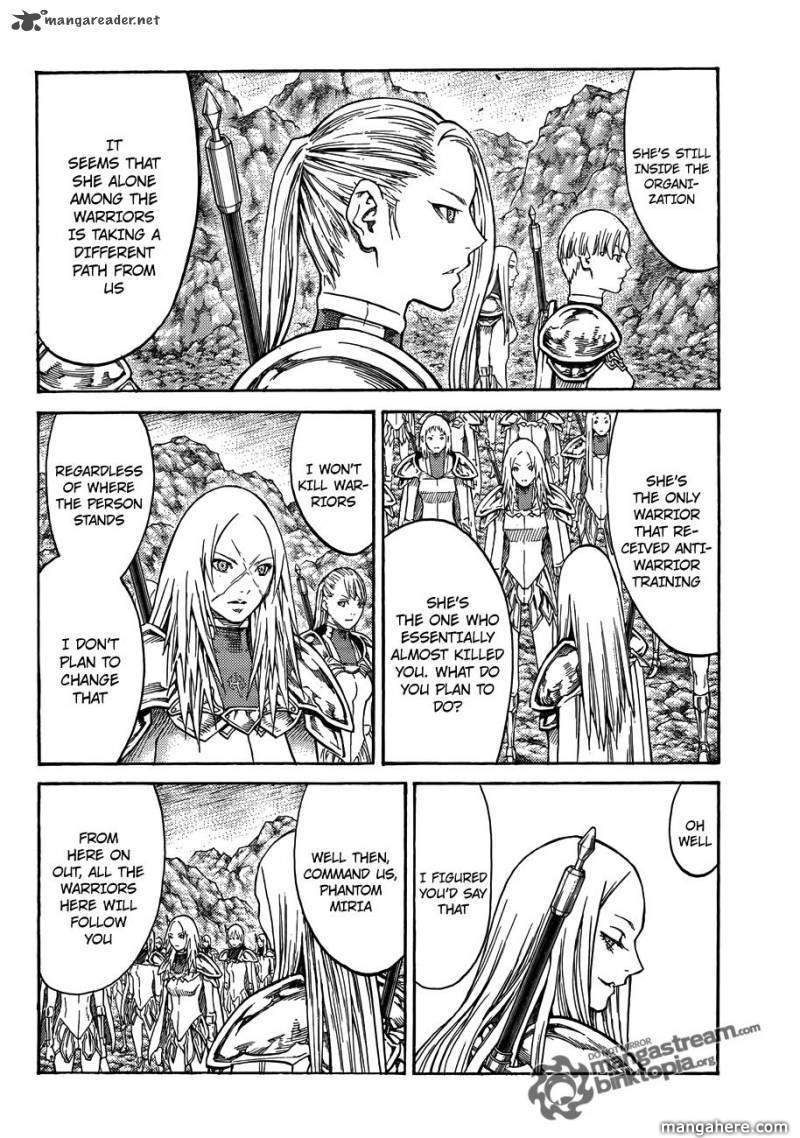 mangareader.net
SHE'S STILL
INSIDE THE
ORGANI-
ZATION
IT
SEEMS THAT
SHE ALONE
AMONG THE
WARRIORS
IS TAKING A
DIFFERENT
PATH FROM
US
SHE'S
THE ONLY
WARRIOR
THAT RE-
CEIVED ANTI-
WARRIOR
TRAINING
SHE'S
THE ONE WHO
ESSENTIALLY
ALMOST KILLED
YOU. WHAT DO
YOU PLAN TO
DO?
I WON'T
KILL WAR-
RIORS
REGARDLESS
OF WHERE
THE PERSON
STANDS
I DON'T
PLAN TO
CHANGE
THAT
OH
WELL
I FIGURED
YOU'D SAY
THAT
WELL THEN,
COMMAND US,
PHANTOM
MIRIA
FROM
HERE ON
OUT, ALL THE
WARRIORS
HERE WILL
FOLLOW
YOU
DO NOT MIRROR
mangastream.com
binktopia.org
mangahere.com